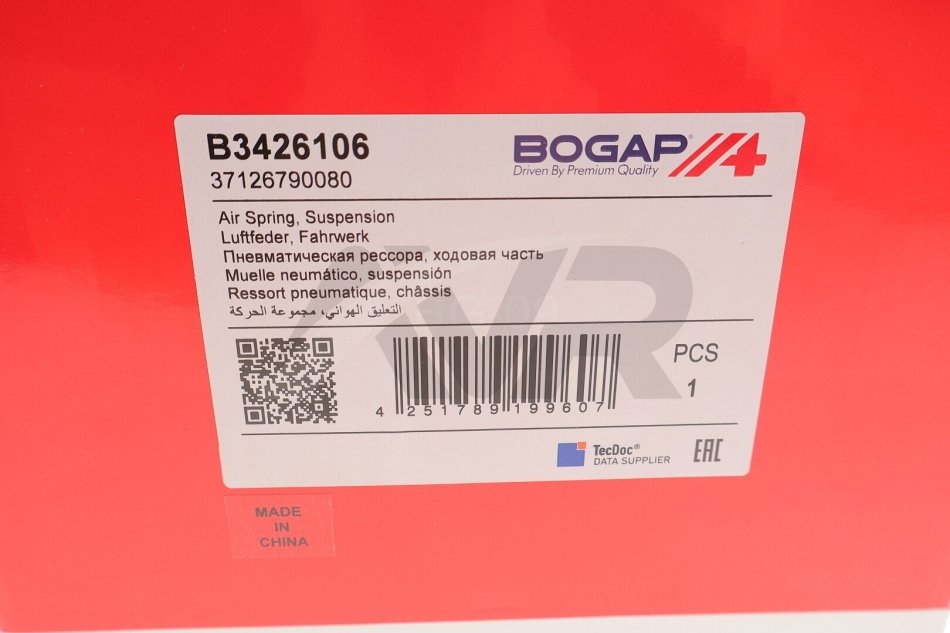 B3426106
37126790080
BOGAP®
Driven By Premium Quality
Air Spring, Suspension
Luftfeder, Fahrwerk
Пневматическая рессора, ходовая часть
Muelle neumático, suspensión
Ressort pneumatique, châssis
التعليق الهوائي، مجموعة الحركة
VR
4 251789 199607
PCS
1
TecDoc®
DATA SUPPLIER
EAC
MADE
IN
CHINA